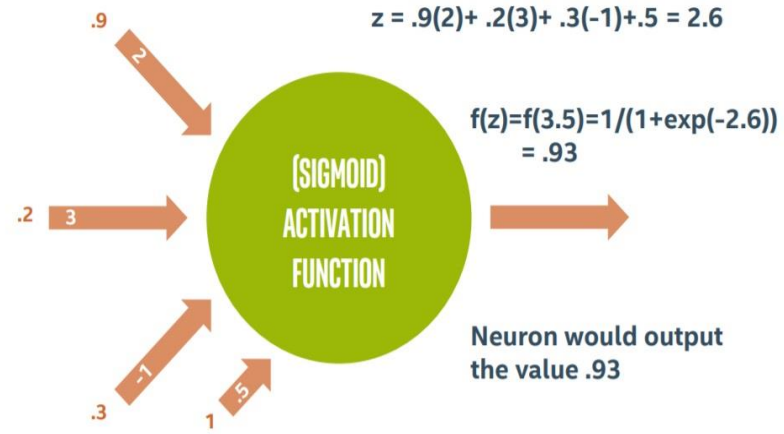 .9
z = .9(2)+ .2(3)+ .3(-1)+.5 = 2.6
2
f(z)=f(3.5)=1/(1+exp(-2.6))
= .93
(SIGMOID)
ACTIVATION
FUNCTION
.2
3
Neuron would output
the value .93
-1
.5
.3
1